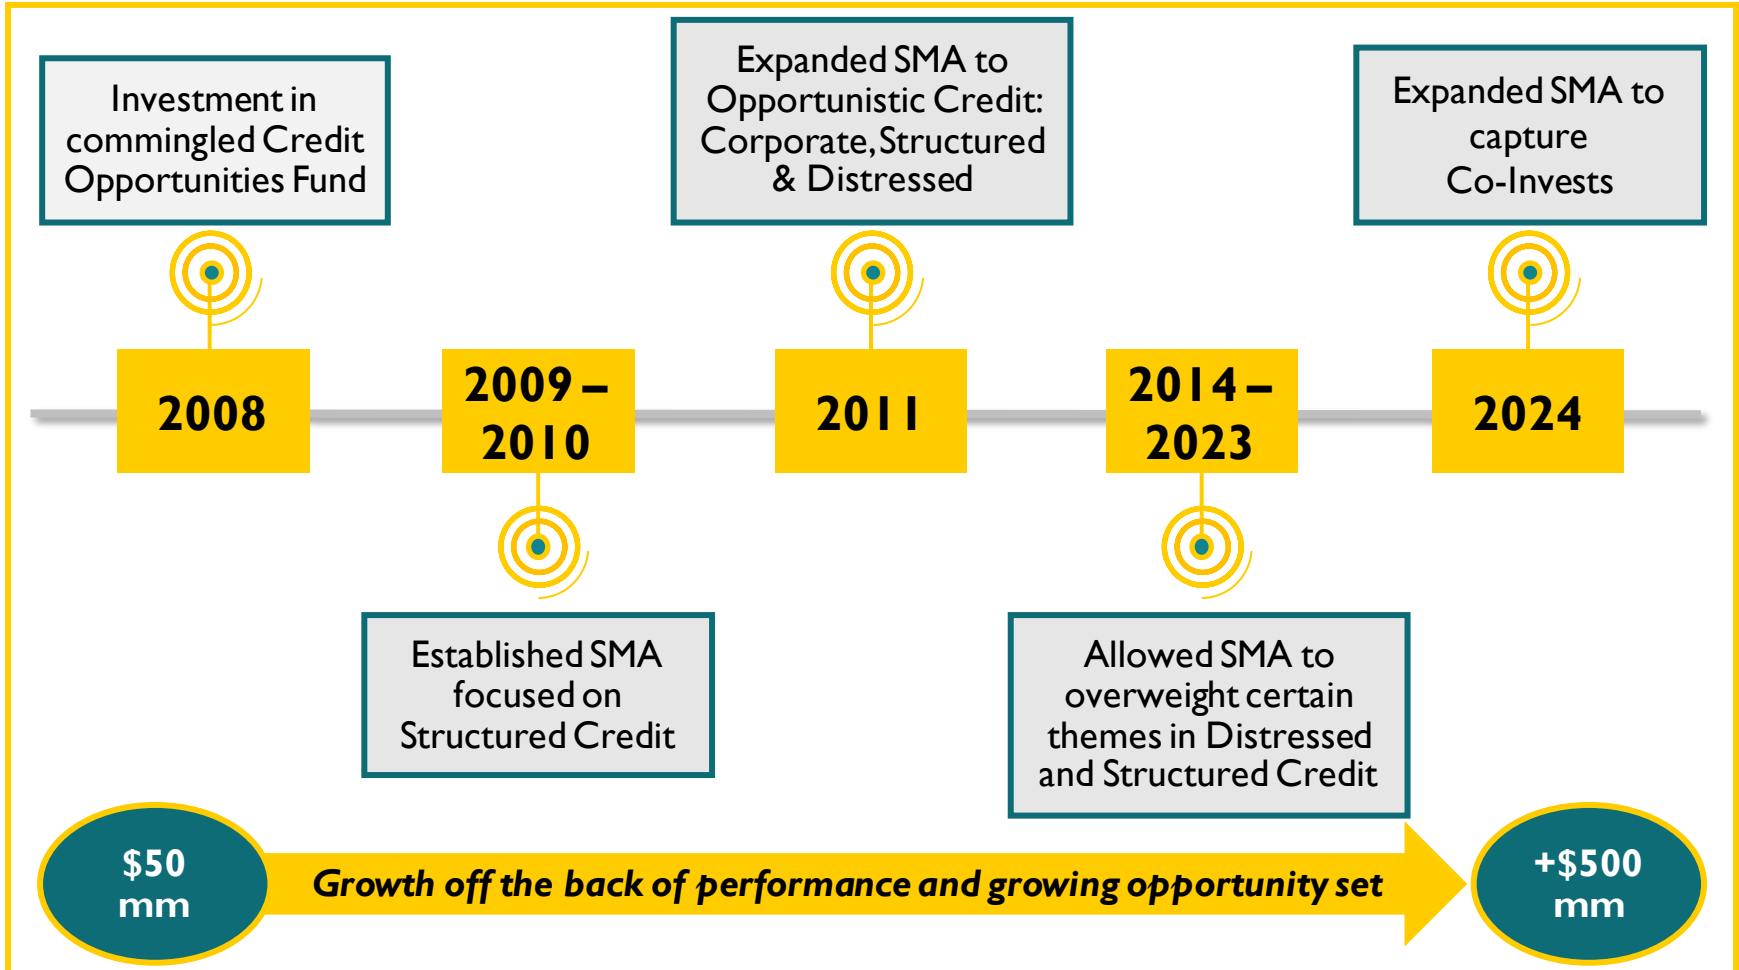 Investment in
commingled Credit
Opportunities Fund
Expanded SMA to
Opportunistic Credit:
Corporate, Structured
& Distressed
Expanded SMA to
capture
Co-Invests
2008
2009 –
2010
2011
2014 –
2023
2024
Established SMA
focused on
Structured Credit
Allowed SMA to
overweight certain
themes in Distressed
and Structured Credit
$50
mm
Growth off the back of performance and growing opportunity set
+$500
mm